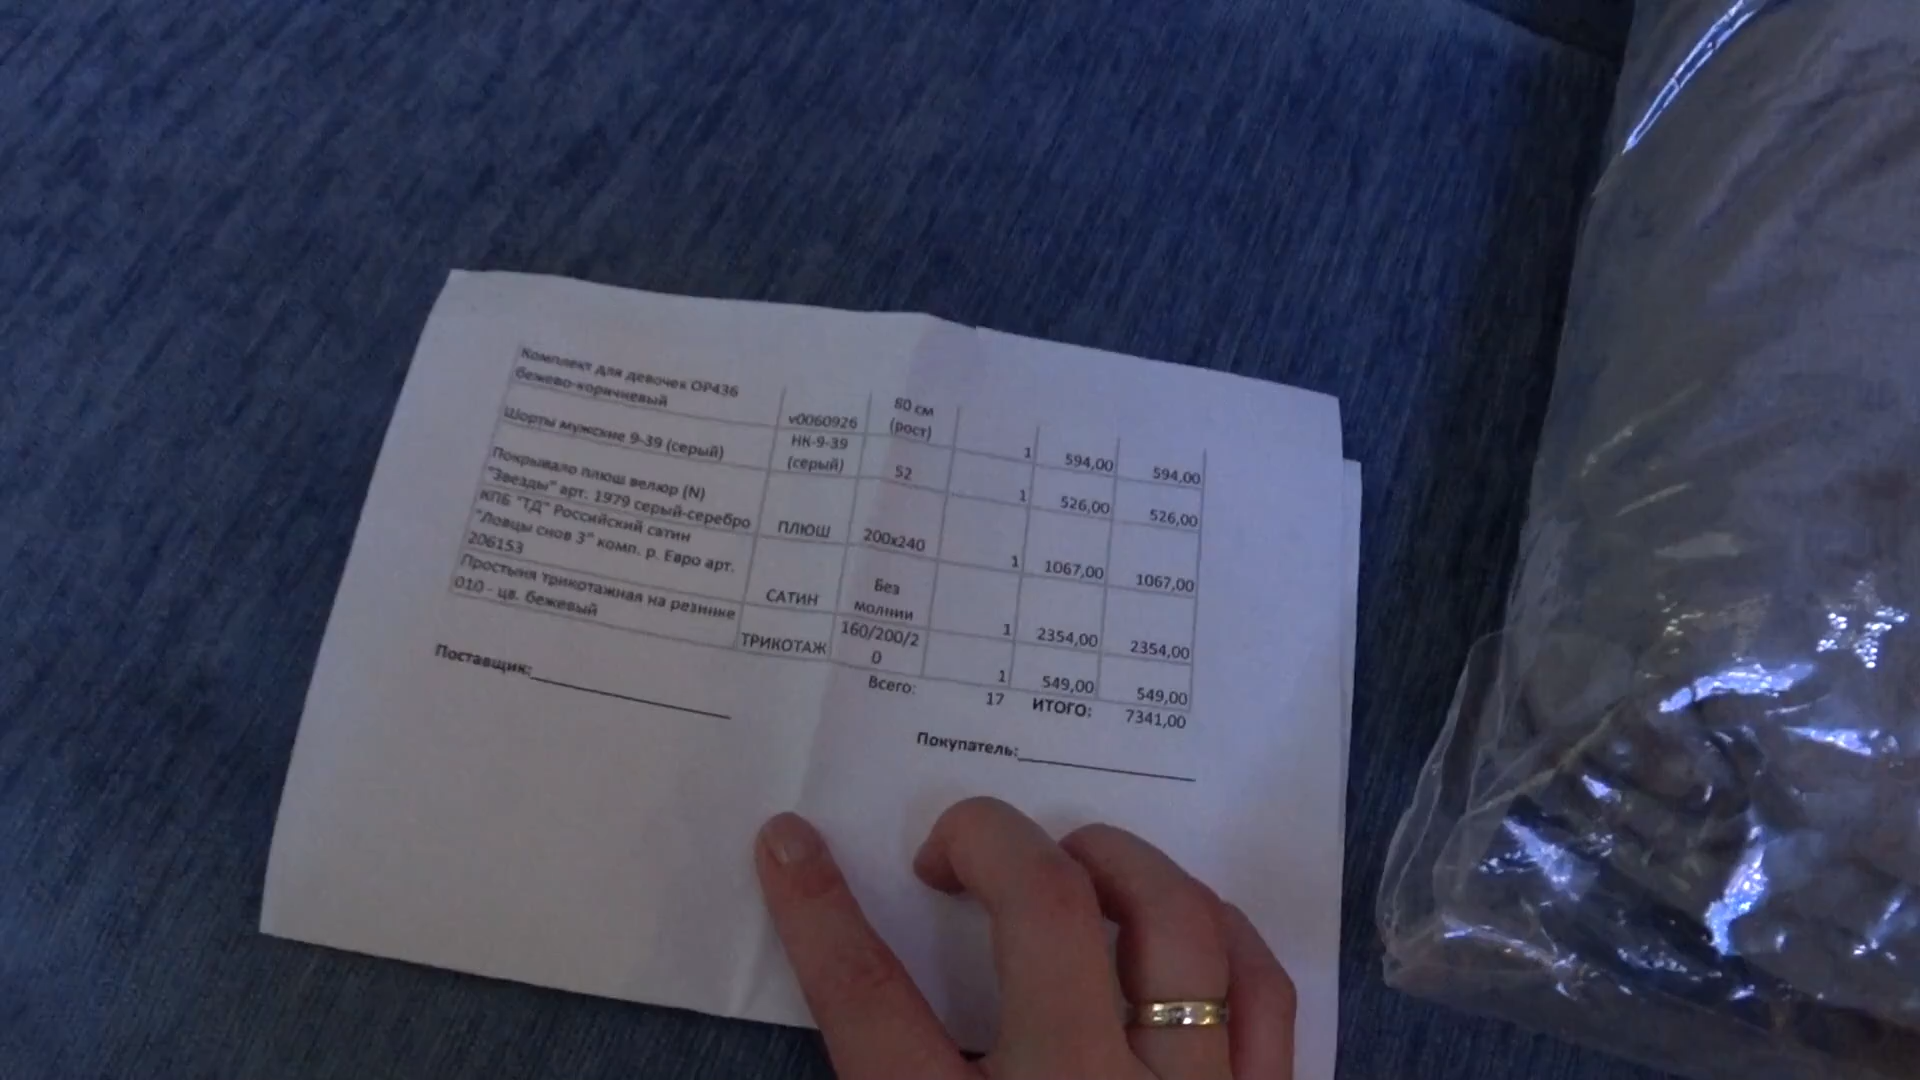 Комплект для девочек ОР436
бежево-коричневый
v0060926
80 см
(рост)
1
594,00
594,00
Шорты мужские 9-39 (серый)
НК-9-39
(серый)
52
1
526,00
526,00
Покрывало плюш велюр (N)
"Звезды" арт. 1979 серый-серебро
ПЛЮШ
200х240
1
1067,00
1067,00
КПБ "ТД" Российский сатин
"Ловцы снов 3" комп. р. Евро арт.
206153
САТИН
Без
молнии
1
2354,00
2354,00
Простыня трикотажная на резинке
010 - цв. бежевый
ТРИКОТАЖ
160/200/2
0
1
549,00
549,00
Всего:
17
ИТОГО:
7341,00
Поставщик:
Покупатель: